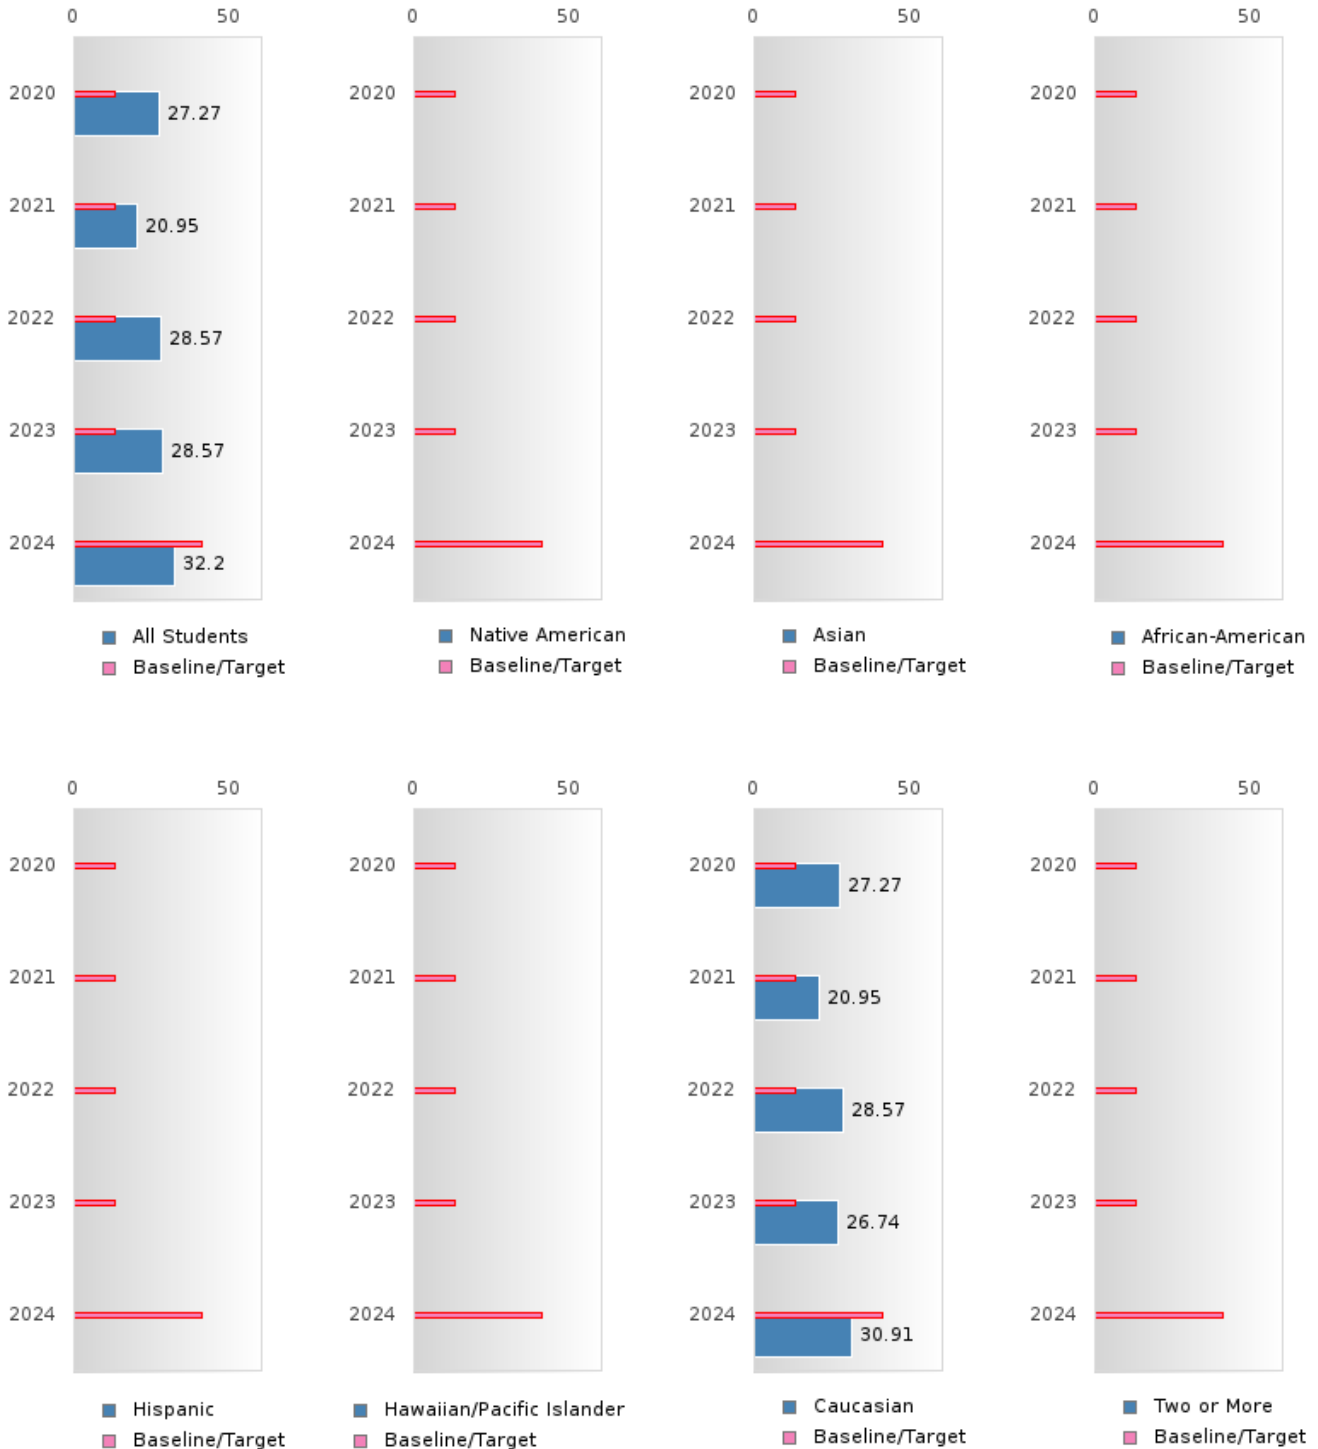 0 50 0 50 0 50 0 50
2020 27.27 2020 2020 2020
2021 20.95 2021 2021 2021
2022 28.57 2022 2022 2022
2023 28.57 2023 2023 2023
2024 32.2 2024 2024 2024
All Students Native American Asian African-American
Baseline/Target Baseline/Target Baseline/Target Baseline/Target
0 50 0 50 0 50 0 50
2020 2020 2020 27.27 2020
2021 2021 2021 20.95 2021
2022 2022 2022 28.57 2022
2023 2023 2023 26.74 2023
2024 2024 2024 30.91 2024
Hispanic Hawaiian/Pacific Islander Caucasian Two or More
Baseline/Target Baseline/Target Baseline/Target Baseline/Target